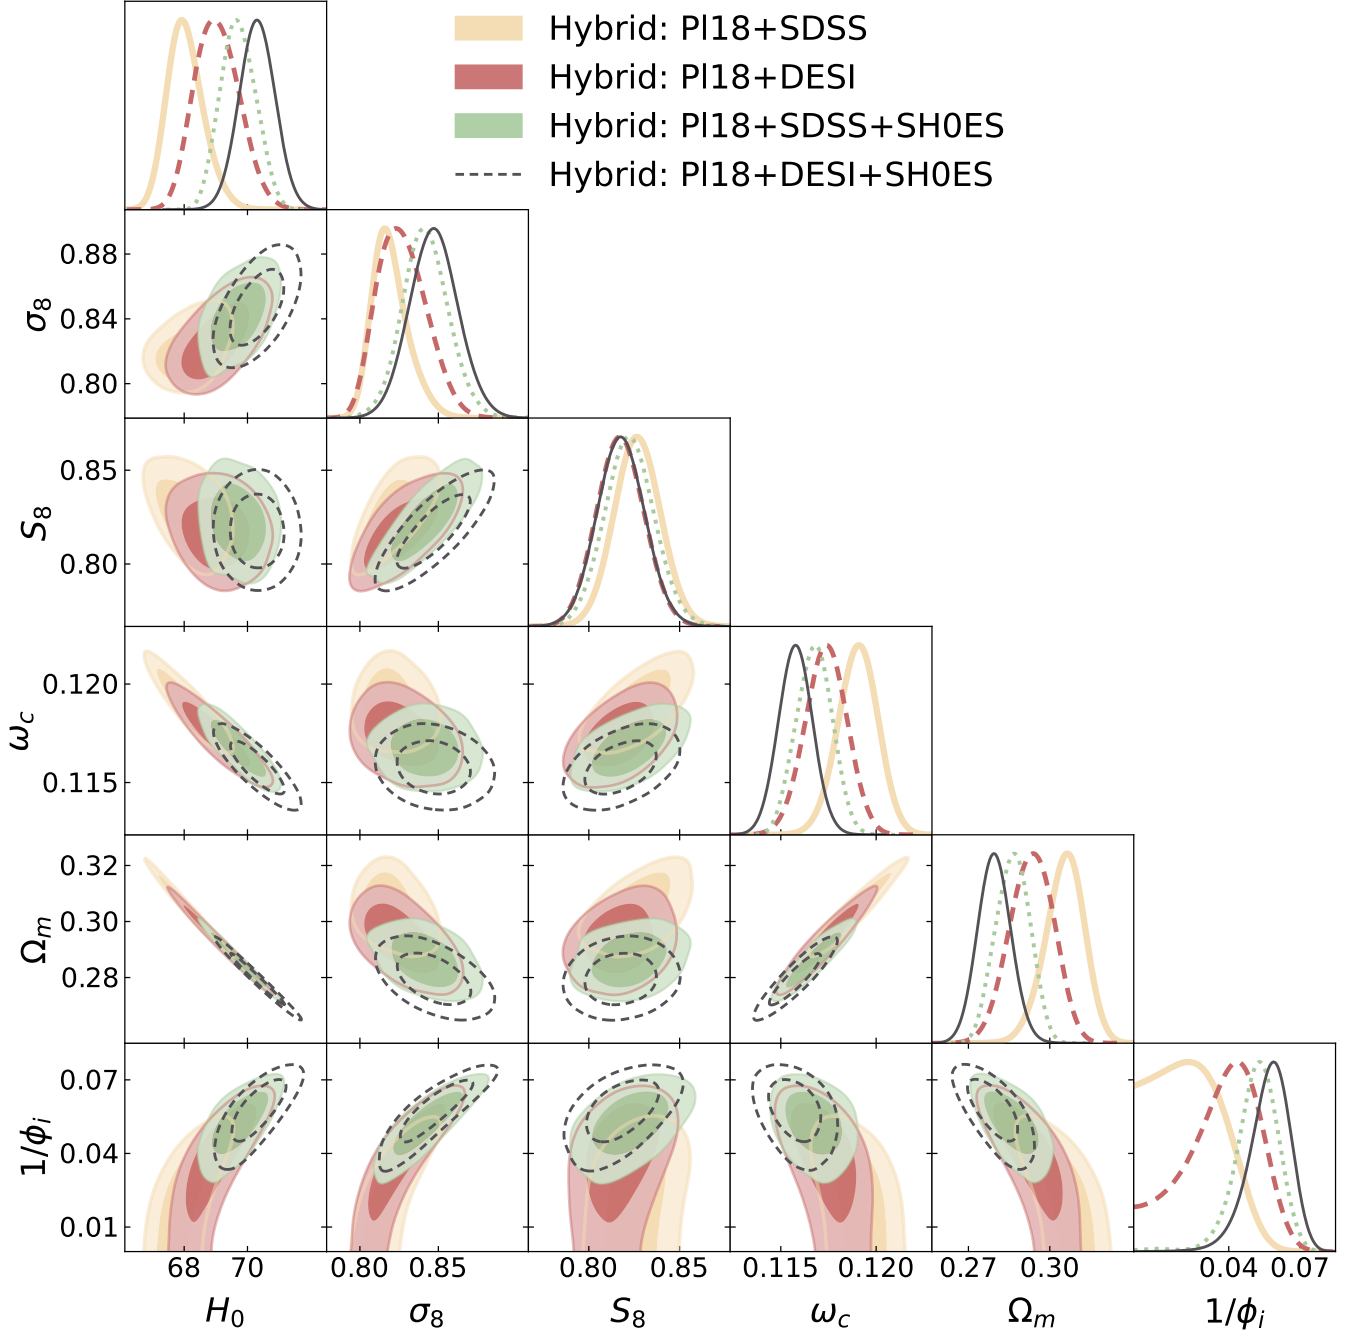 Hybrid: Pl18+SDSS
Hybrid: Pl18+DESI
Hybrid: Pl18+SDSS+SH0ES
Hybrid: Pl18+DESI+SH0ES
0.88
0.84
0.80
σ8
0.85
0.80
S8
0.120
0.115
ωc
0.32
0.30
0.28
Ωm
0.07
0.04
0.01
1/ϕi
68 70 0.80 0.85 0.80 0.85 0.115 0.120 0.27 0.30 0.04 0.07
H0 σ8 S8 ωc Ωm 1/ϕi